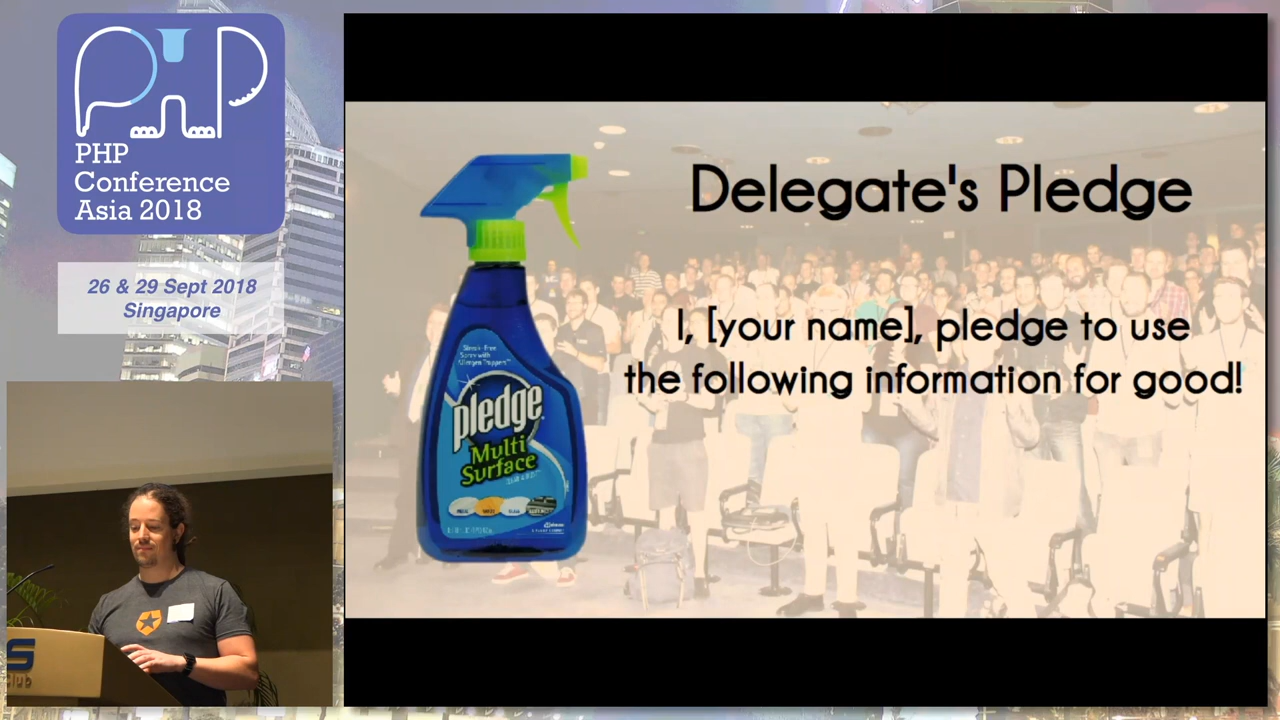 PHP
Conference
Asia 2018
26 & 29 Sept 2018
Singapore
Delegate's Pledge
I, [your name], pledge to use
the following information for good!
pledge
Multi
Surface
S
Club